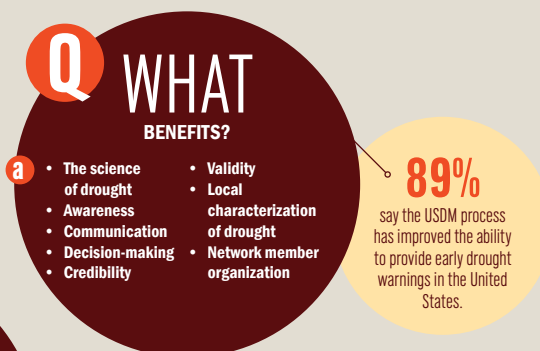 Q
WHAT
BENEFITS?
a
• The science
of drought
• Awareness
• Communication
• Decision-making
• Credibility
• Validity
• Local
characterization
of drought
• Network member
organization
89%
say the USDM process
has improved the ability
to provide early drought
warnings in the United
States.